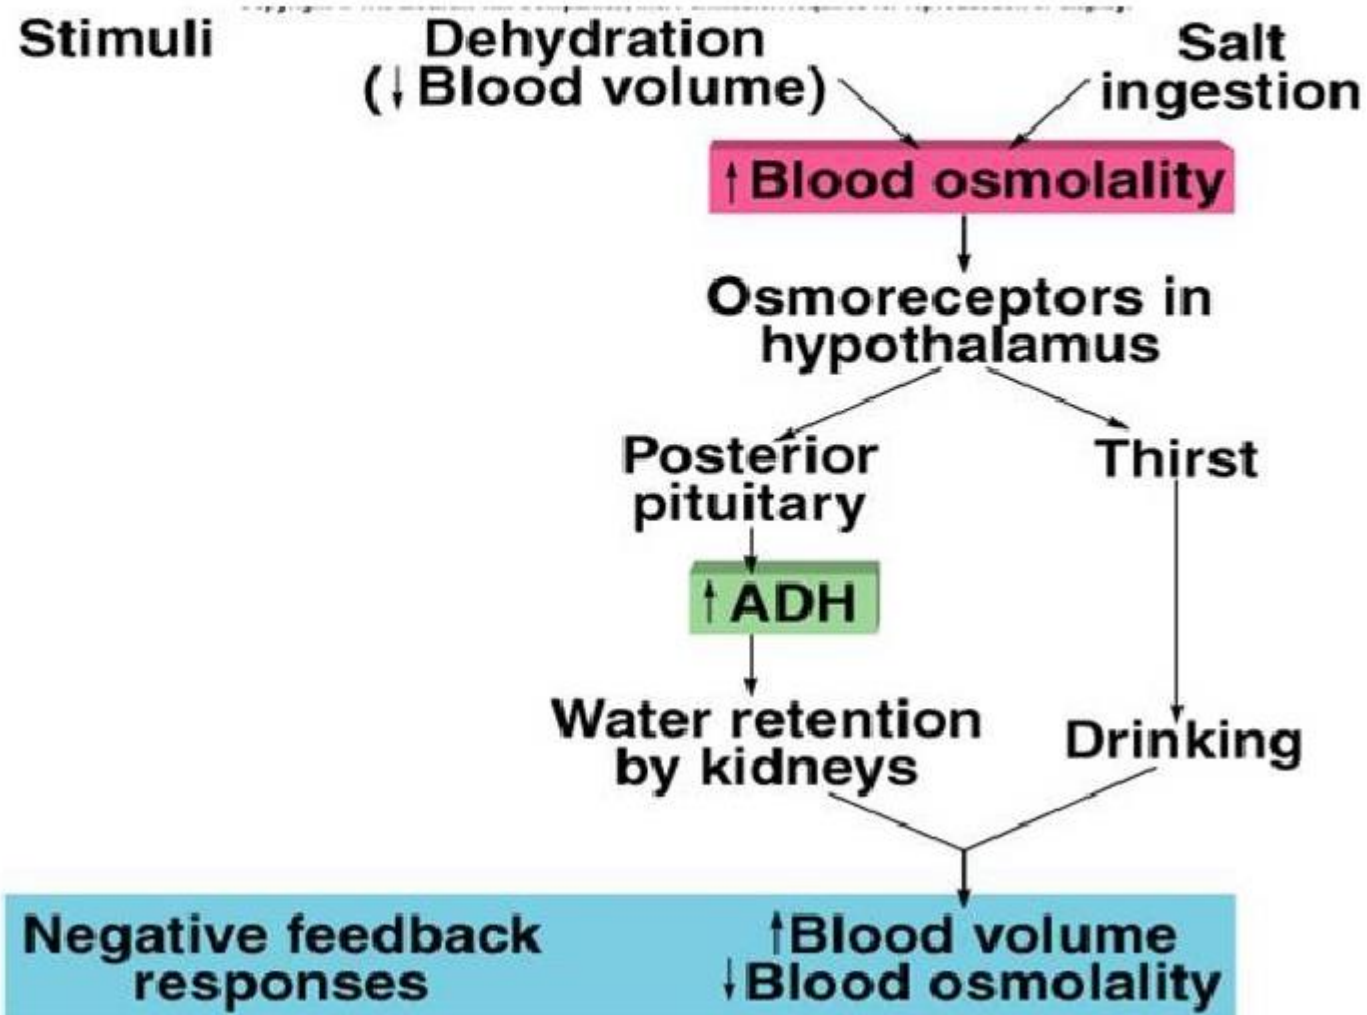 Stimuli
Dehydration
(↓Blood volume)
Salt
ingestion
↑Blood osmolality
Osmoreceptors in
hypothalamus
Posterior
pituitary
Thirst
↑ADH
Water retention
by kidneys
Drinking
Negative feedback
responses
↑Blood volume
↓Blood osmolality